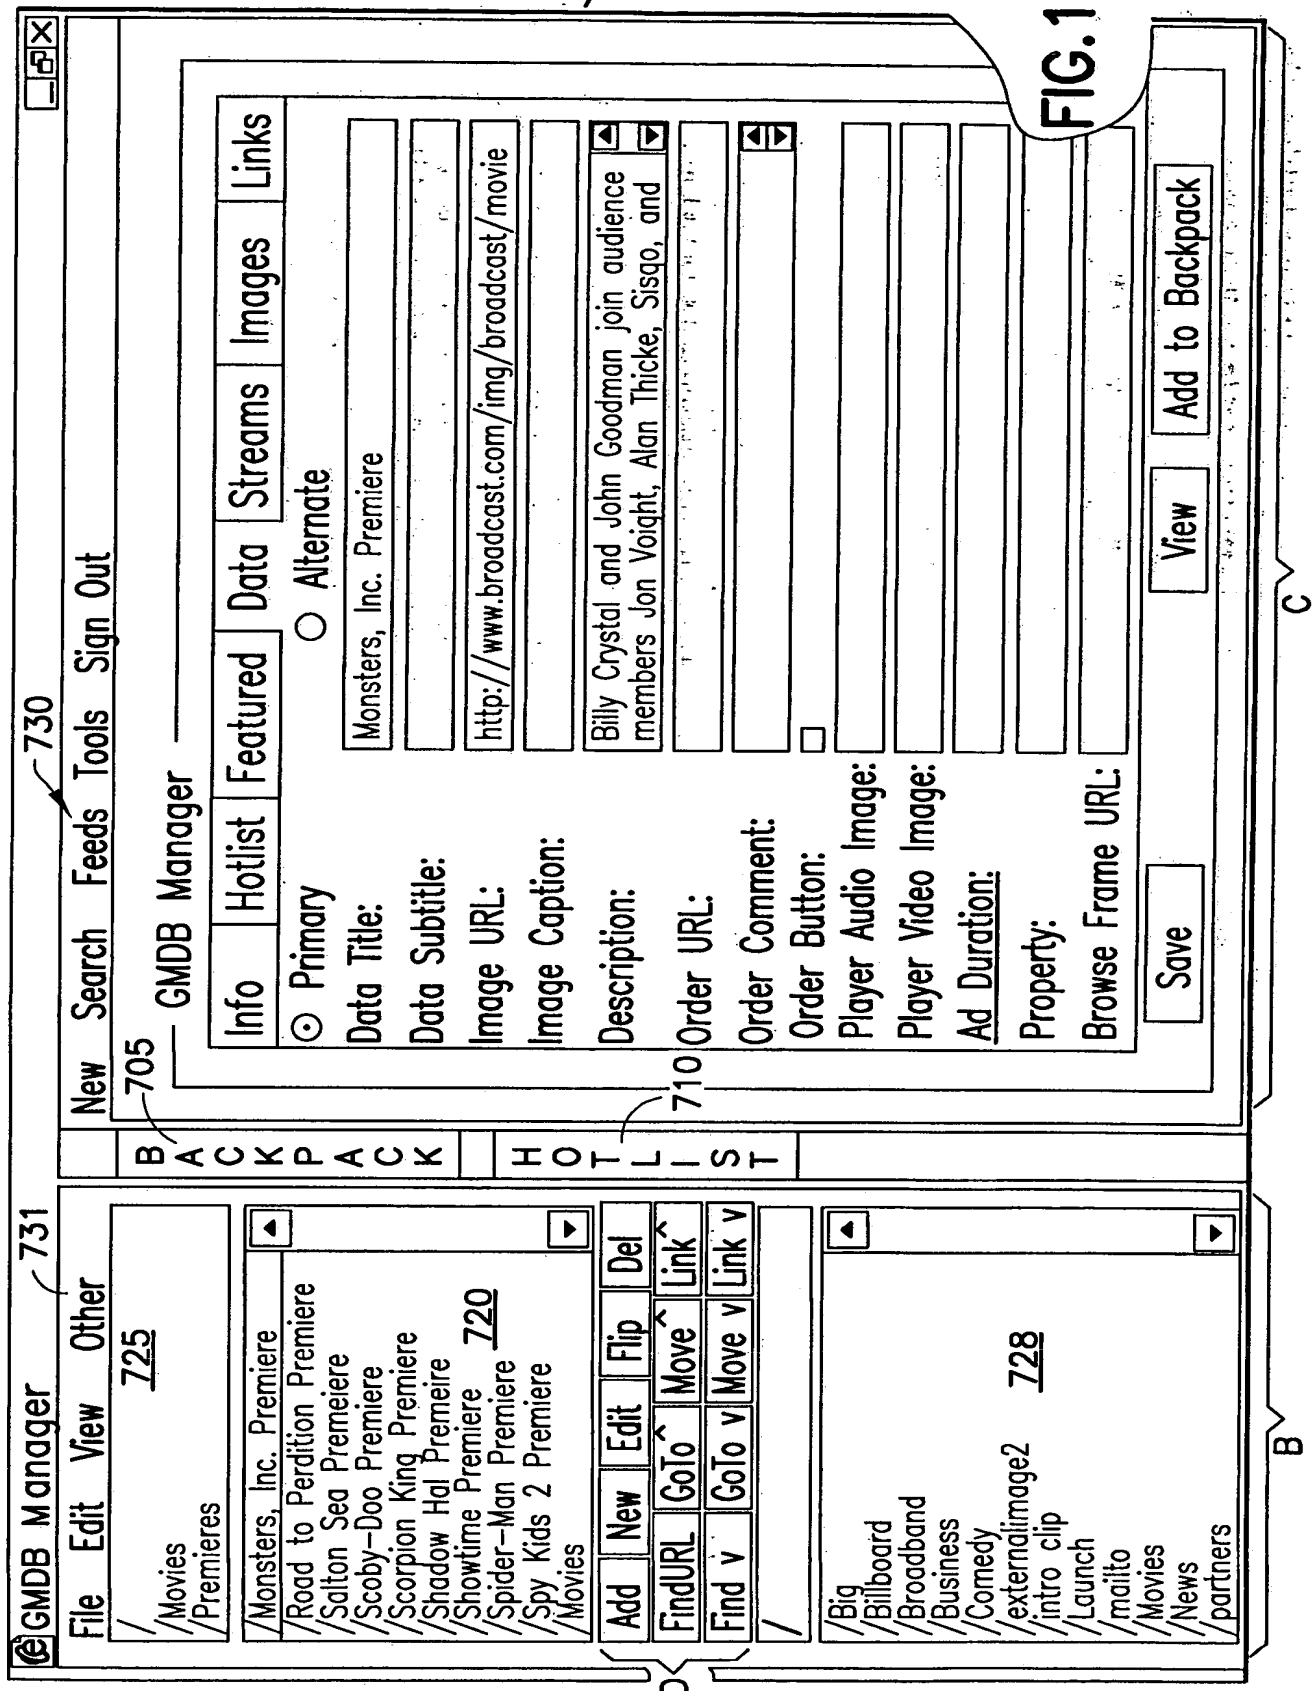 GMDB Manager
731
730
File Edit View Other
New Search Feeds Tools Sign Out
725
/
/Movies
/Premieres
/Monsters, Inc. Premiere
/Road to Perdition Premiere
/Salton Sea Premeiere
/Scoby-Doo Premiere
/Scorpion King Premiere
/Shadow Hal Premeire
/Showtime Premiere
/Spider-Man Premiere
/Spy Kids 2 Premiere
/Movies
720
Add New Edit Flip Del
FindURL GoTo ^ Move ^ Link ^
Find v GoTo v Move v Link v
D
/
/Big
/Billboard
/Broadband
/Business
/Comedy
/externalimage2
/intro clip
/Launch
/mailto
/Movies
/News
/partners
728
B
705
BACKPACK
HOTLIST
710
GMDB Manager
Info Hotlist Featured Data Streams Images Links
Primary Alternate
Data Title: Monsters, Inc. Premiere
Data Subtitle:
Image URL: http://www.broadcast.com/img/broadcast/movie
Image Caption:
Description: Billy Crystal and John Goodman join audience
members Jon Voight, Alan Thicke, Sisqo, and
Order URL:
Order Comment:
Order Button:
Player Audio Image:
Player Video Image:
Ad Duration:
Property:
Browse Frame URL:
Save View Add to Backpack
C
FIG.1